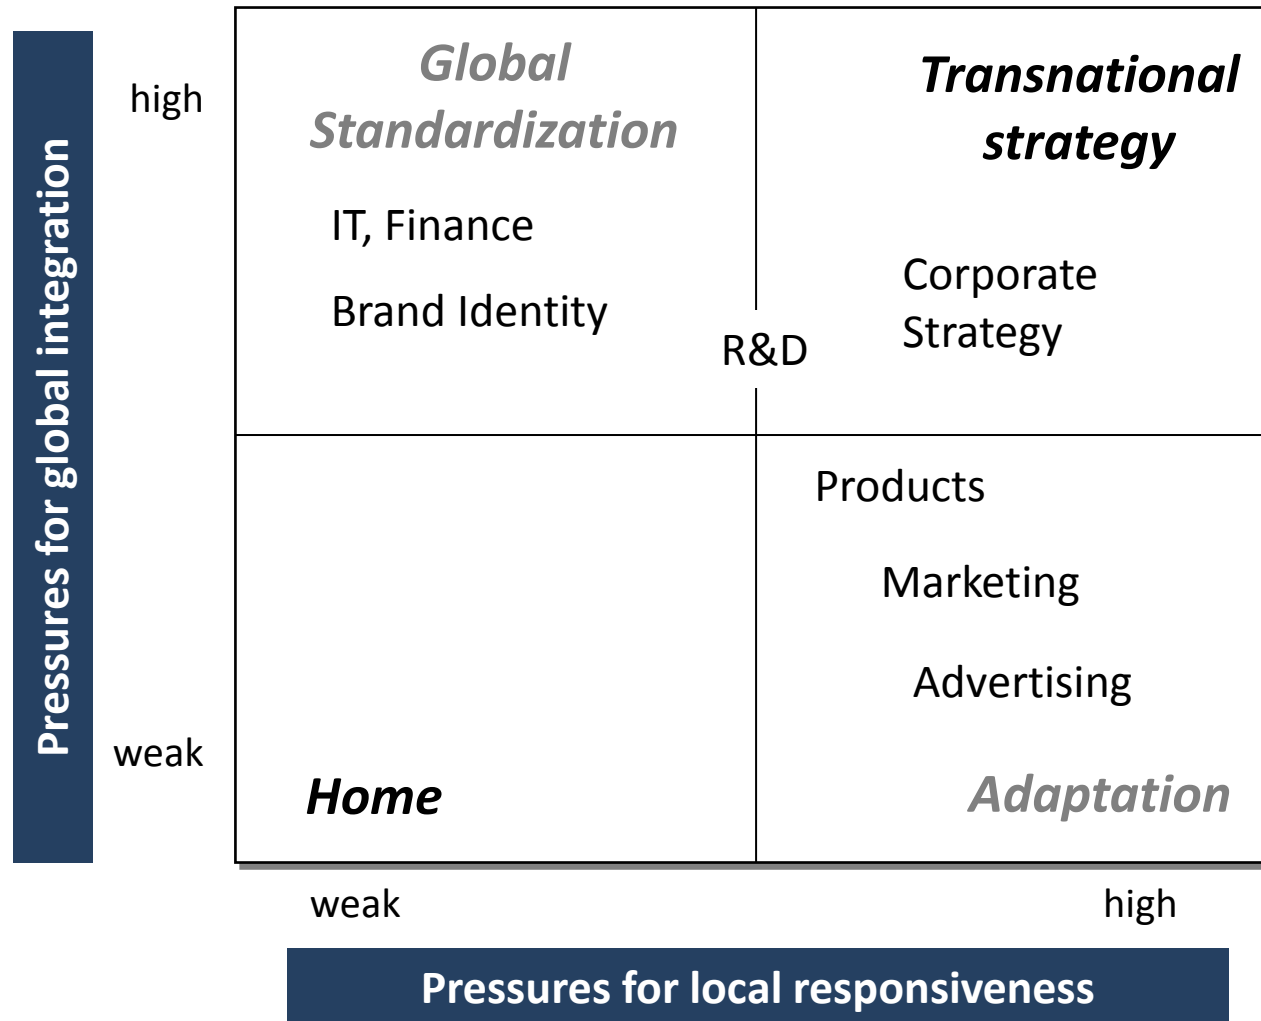 Pressures for global integration
high
weak
Global
Standardization
IT, Finance
Brand Identity
R&D
Transnational
strategy
Corporate
Strategy
Home
Products
Marketing
Advertising
Adaptation
weak
high
Pressures for local responsiveness